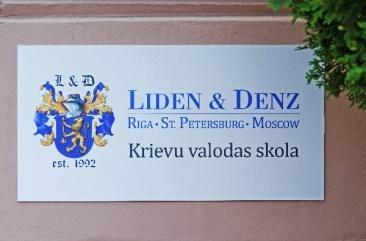 L & D
est. 1992
LIDEN & DENZ
RIGA • ST. PETERSBURG • MOSCOW
Krievu valodas skola